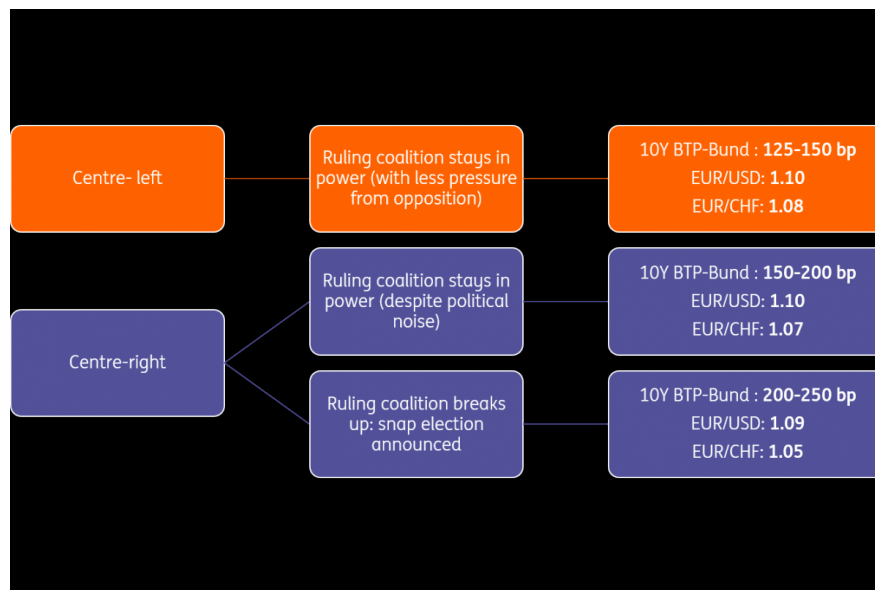 Centre- left
Ruling coalition stays in
power (with less pressure
from opposition)
10Y BTP-Bund : 125-150 bp
EUR/USD: 1.10
EUR/CHF: 1.08
Centre-right
Ruling coalition stays in
power (despite political
noise)
10Y BTP-Bund : 150-200 bp
EUR/USD: 1.10
EUR/CHF: 1.07
Ruling coalition breaks
up: snap election
announced
10Y BTP-Bund : 200-250 bp
EUR/USD: 1.09
EUR/CHF: 1.05